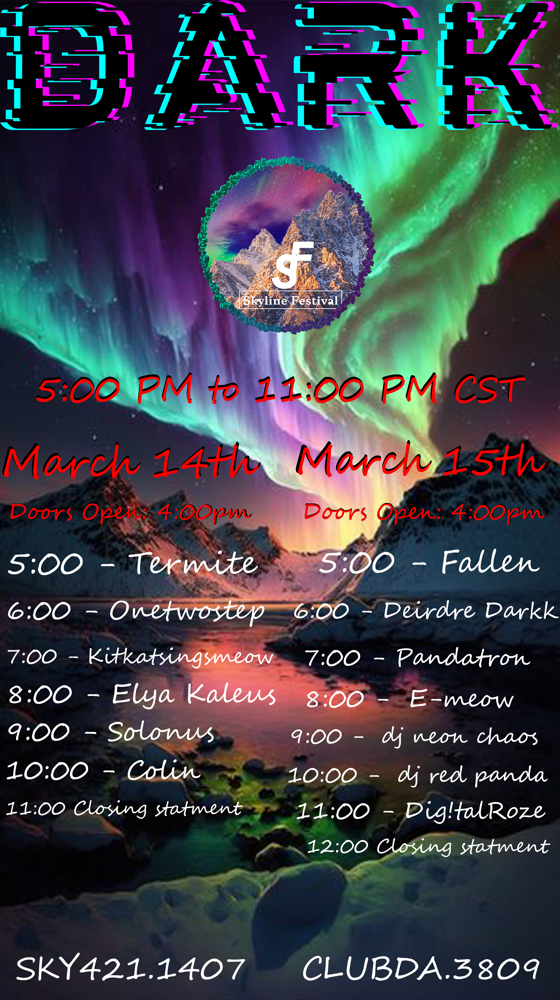 DARK
SF
Skyline Festival
5:00 PM to 11:00 PM CST
March 14th
Doors Open: 4:00pm
5:00 - Termite
6:00 - Onetwostep
7:00 - Kitkatsingsmeow
8:00 - Elya Kaleus
9:00 - Solonus
10:00 - Colin
11:00 Closing statment
SKY421.1407
March 15th
Doors Open: 4:00pm
5:00 - Fallen
6:00 - Deirdre Darkk
7:00 - Pandatron
8:00 - E-meow
9:00 - dj neon chaos
10:00 - dj red panda
11:00 - Dig!talRoze
12:00 Closing statment
CLUBDA.3809